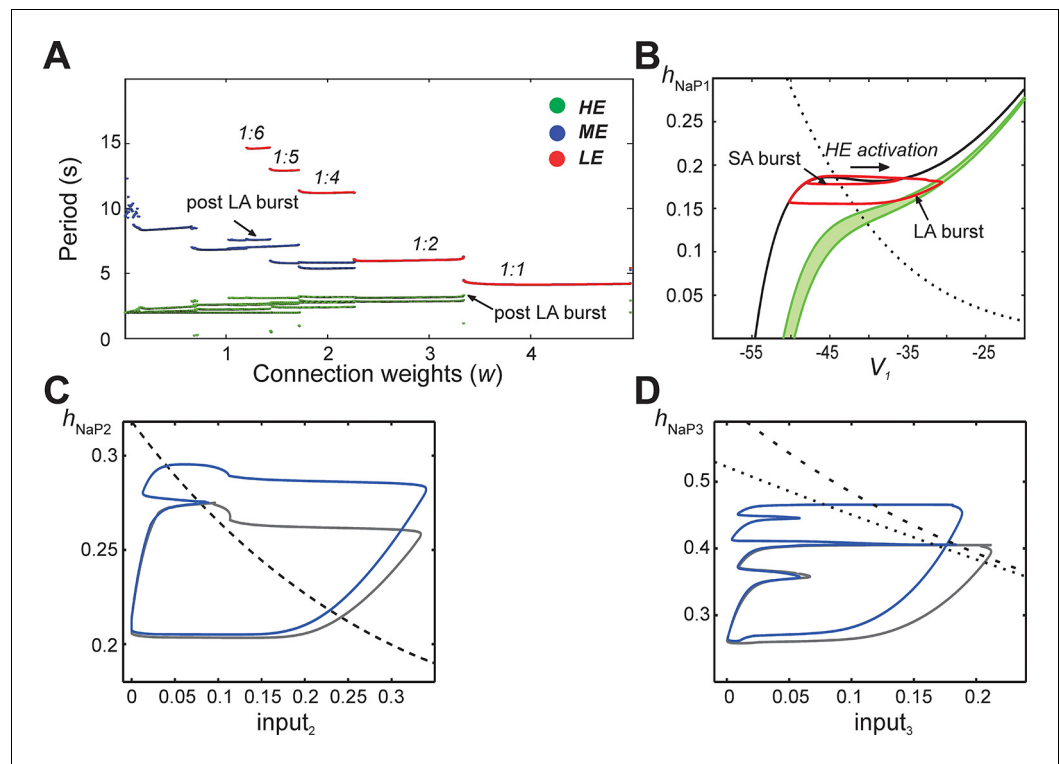 A
Period (s)
15
10
5
0
1:6
1:5
1:4
1:2
1:1
post LA burst
post LA burst
HE
ME
LE
1
2
3
4
Connection weights (w)
B
hNaP1
0.25
0.2
0.15
0.1
0.05
SA burst
HE activation
LA burst
-55
-45
-35
-25
V1
C
hNaP2
0.3
0.25
0.2
0
0.05
0.1
0.15
0.2
0.25
0.3
input2
D
hNaP3
0.5
0.4
0.3
0
0.05
0.1
0.15
0.2
input3